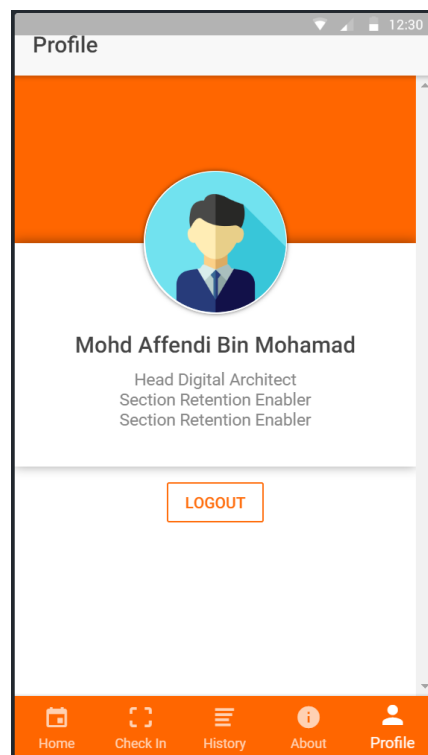 12:30
Profile
Mohd Affendi Bin Mohamad
Head Digital Architect
Section Retention Enabler
Section Retention Enabler
LOGOUT
Home
Check In
History
About
Profile